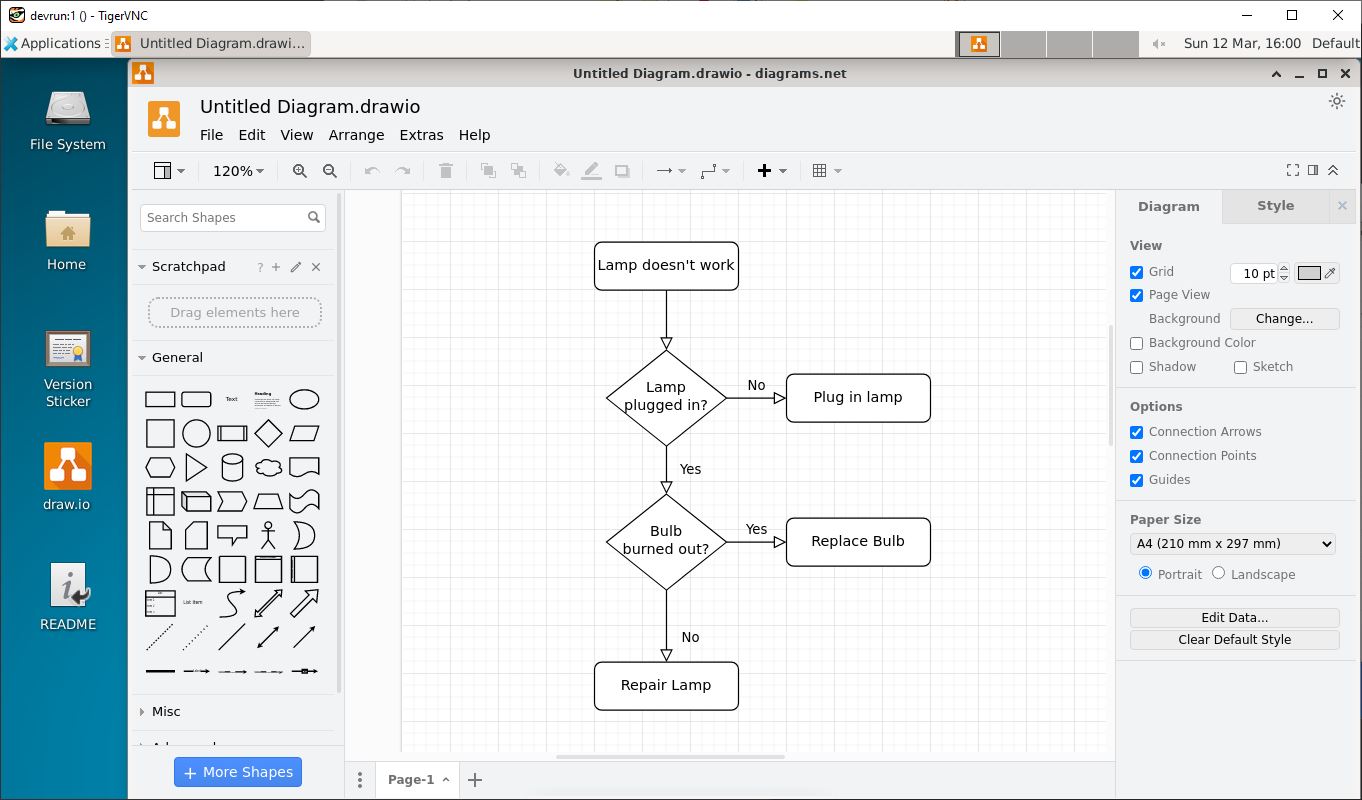 devrun:1 () - TigerVNC
Applications
Untitled Diagram.drawi...
Sun 12 Mar, 16:00
Default
Untitled Diagram.drawio - diagrams.net
File System
Home
Version
Sticker
draw.io
README
Untitled Diagram.drawio
File Edit View Arrange Extras Help
120%
Search Shapes
Scratchpad
?
Drag elements here
General
Text
Heading
List Item
Misc
+ More Shapes
Lamp doesn't work
Lamp
plugged in?
No
Plug in lamp
Yes
Bulb
burned out?
Yes
Replace Bulb
No
Repair Lamp
Page-1
Diagram
Style
View
Grid
10 pt
Page View
Background
Change...
Background Color
Shadow
Sketch
Options
Connection Arrows
Connection Points
Guides
Paper Size
A4 (210 mm x 297 mm)
Portrait
Landscape
Edit Data...
Clear Default Style